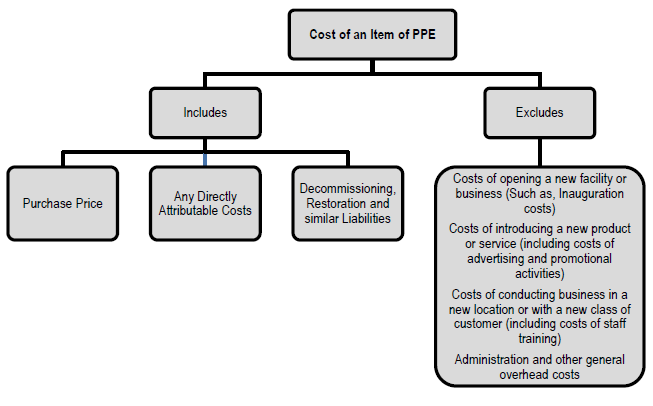 Cost of an Item of PPE
Includes
Excludes
Purchase Price
Any Directly
Attributable Costs
Decommissioning,
Restoration and
similar Liabilities
Costs of opening a new facility or
business (Such as, Inauguration
costs)
Costs of introducing a new product
or service (including costs of
advertising and promotional
activities)
Costs of conducting business in a
new location or with a new class of
customer (including costs of staff
training)
Administration and other general
overhead costs